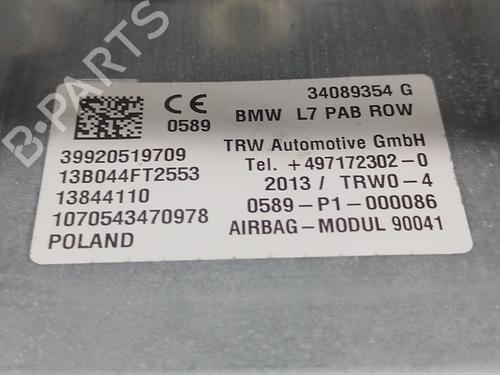 34089354 G
CE
0589
BMW L7 PAB ROW
39920519709
TRW Automotive GmbH
13B044FT2553
Tel. +497172302-0
13844110
2013/ TRW0-4
1070543470978
0589-P1-000086
POLAND
AIRBAG-MODUL 90041
B-PARTS